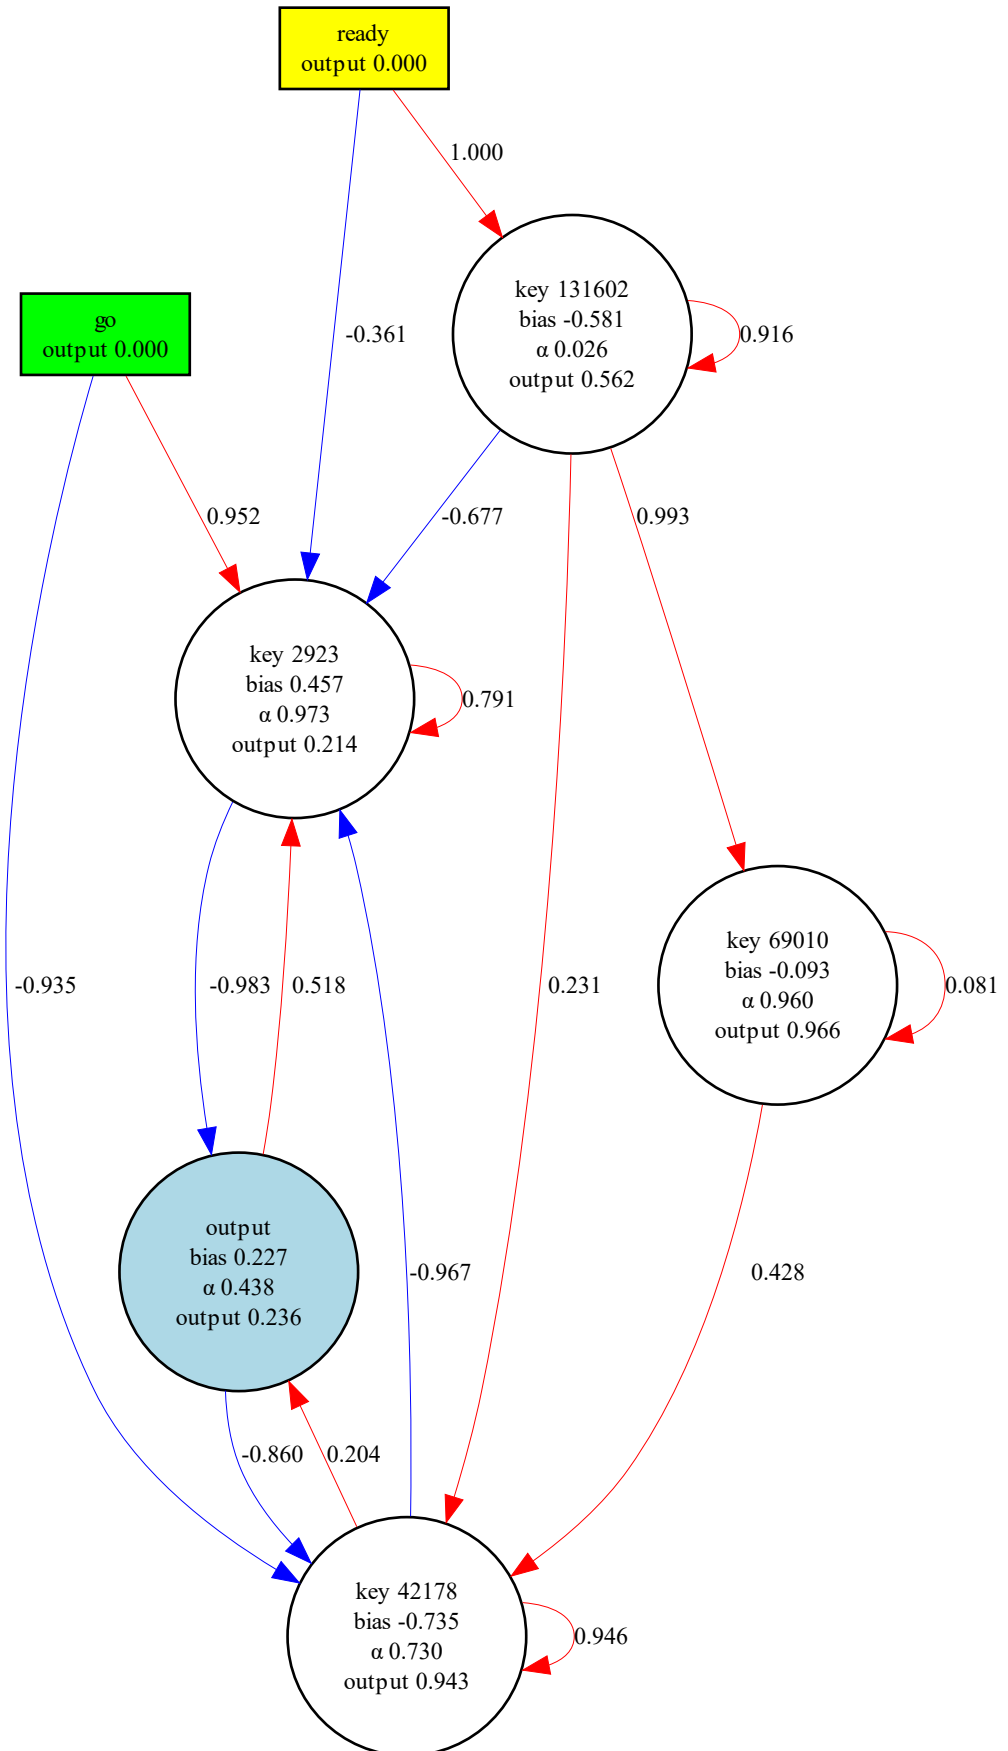 ready
output 0.000
1.000
key 131602
bias -0.581
α 0.026
output 0.562
0.916
-0.361
go
output 0.000
0.952
-0.677
0.993
key 2923
bias 0.457
α 0.973
output 0.214
0.791
key 69010
bias -0.093
α 0.960
output 0.966
0.081
-0.935
-0.983
0.518
0.231
output
bias 0.227
α 0.438
output 0.236
-0.967
0.428
-0.860
0.204
key 42178
bias -0.735
α 0.730
output 0.943
0.946